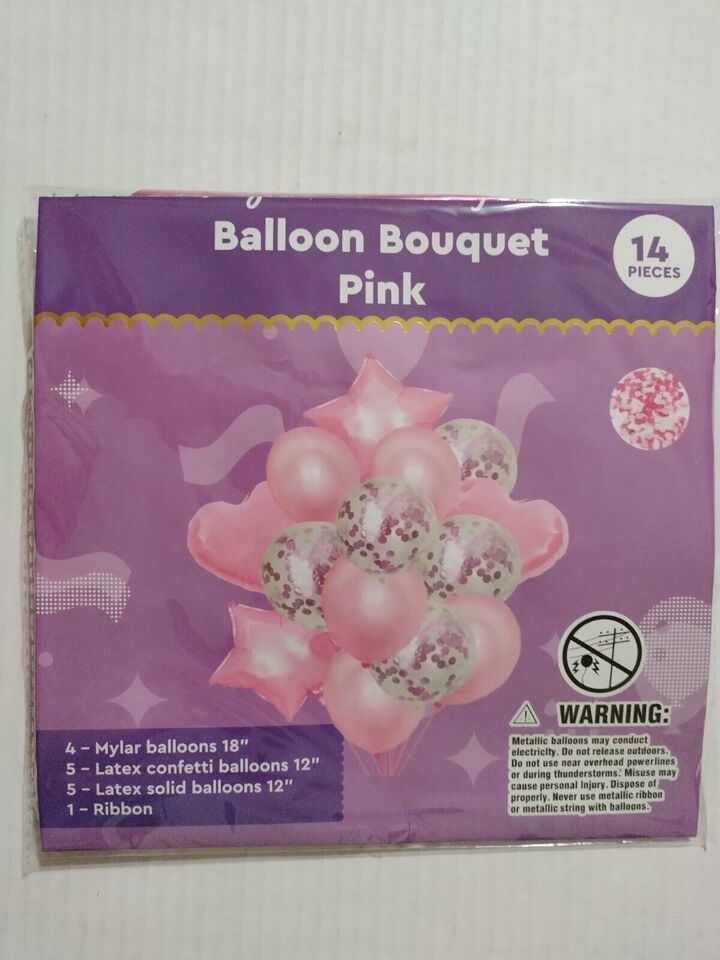 Balloon Bouquet
Pink
14
PIECES
4 – Mylar balloons 18”
5 – Latex confetti balloons 12”
5 – Latex solid balloons 12”
1 – Ribbon
WARNING:
Metallic balloons may conduct
electricity. Do not release outdoors.
Do not use near overhead powerlines
or during thunderstorms. Misuse may
cause personal injury. Dispose of
properly. Never use metallic ribbon
or metallic string with balloons.